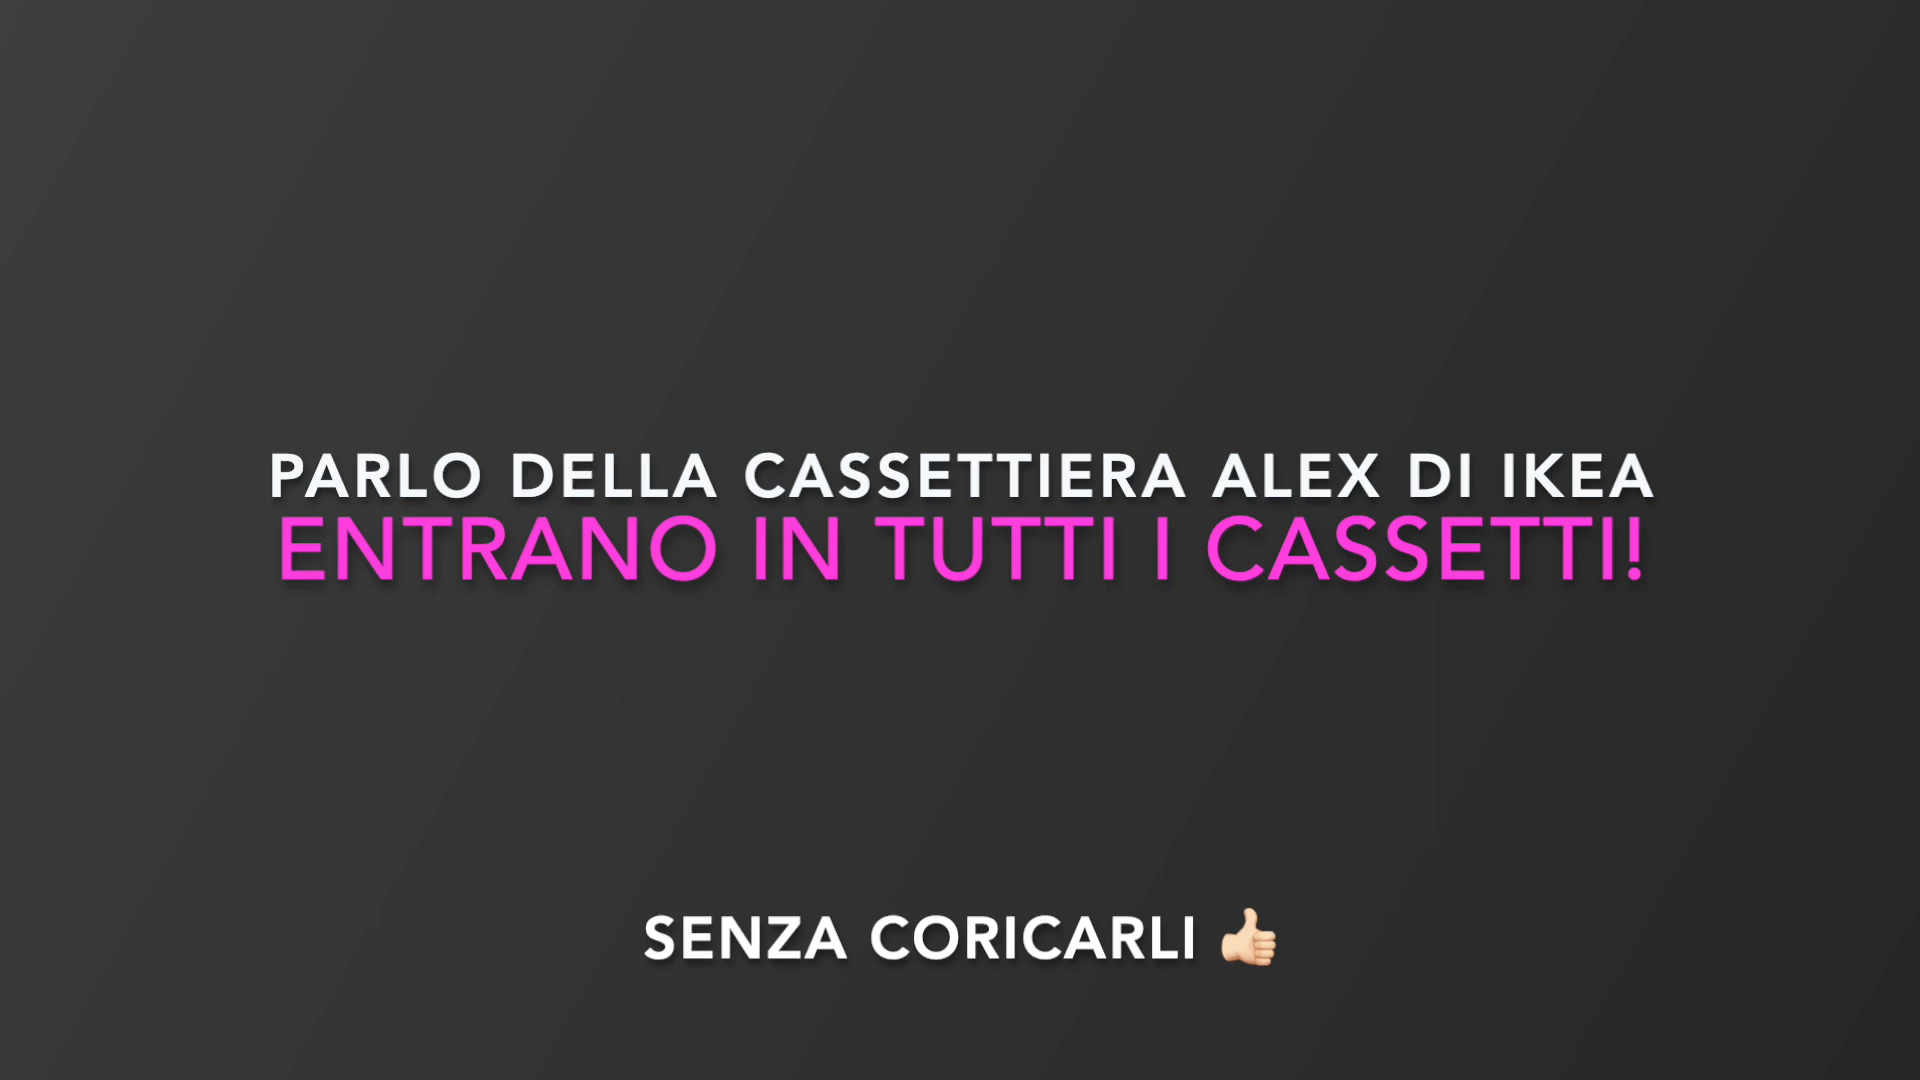 PARLO DELLA CASSETTIERA ALEX DI IKEA
ENTRANO IN TUTTI I CASSETTI!
SENZA CORICARLI 👍🏻